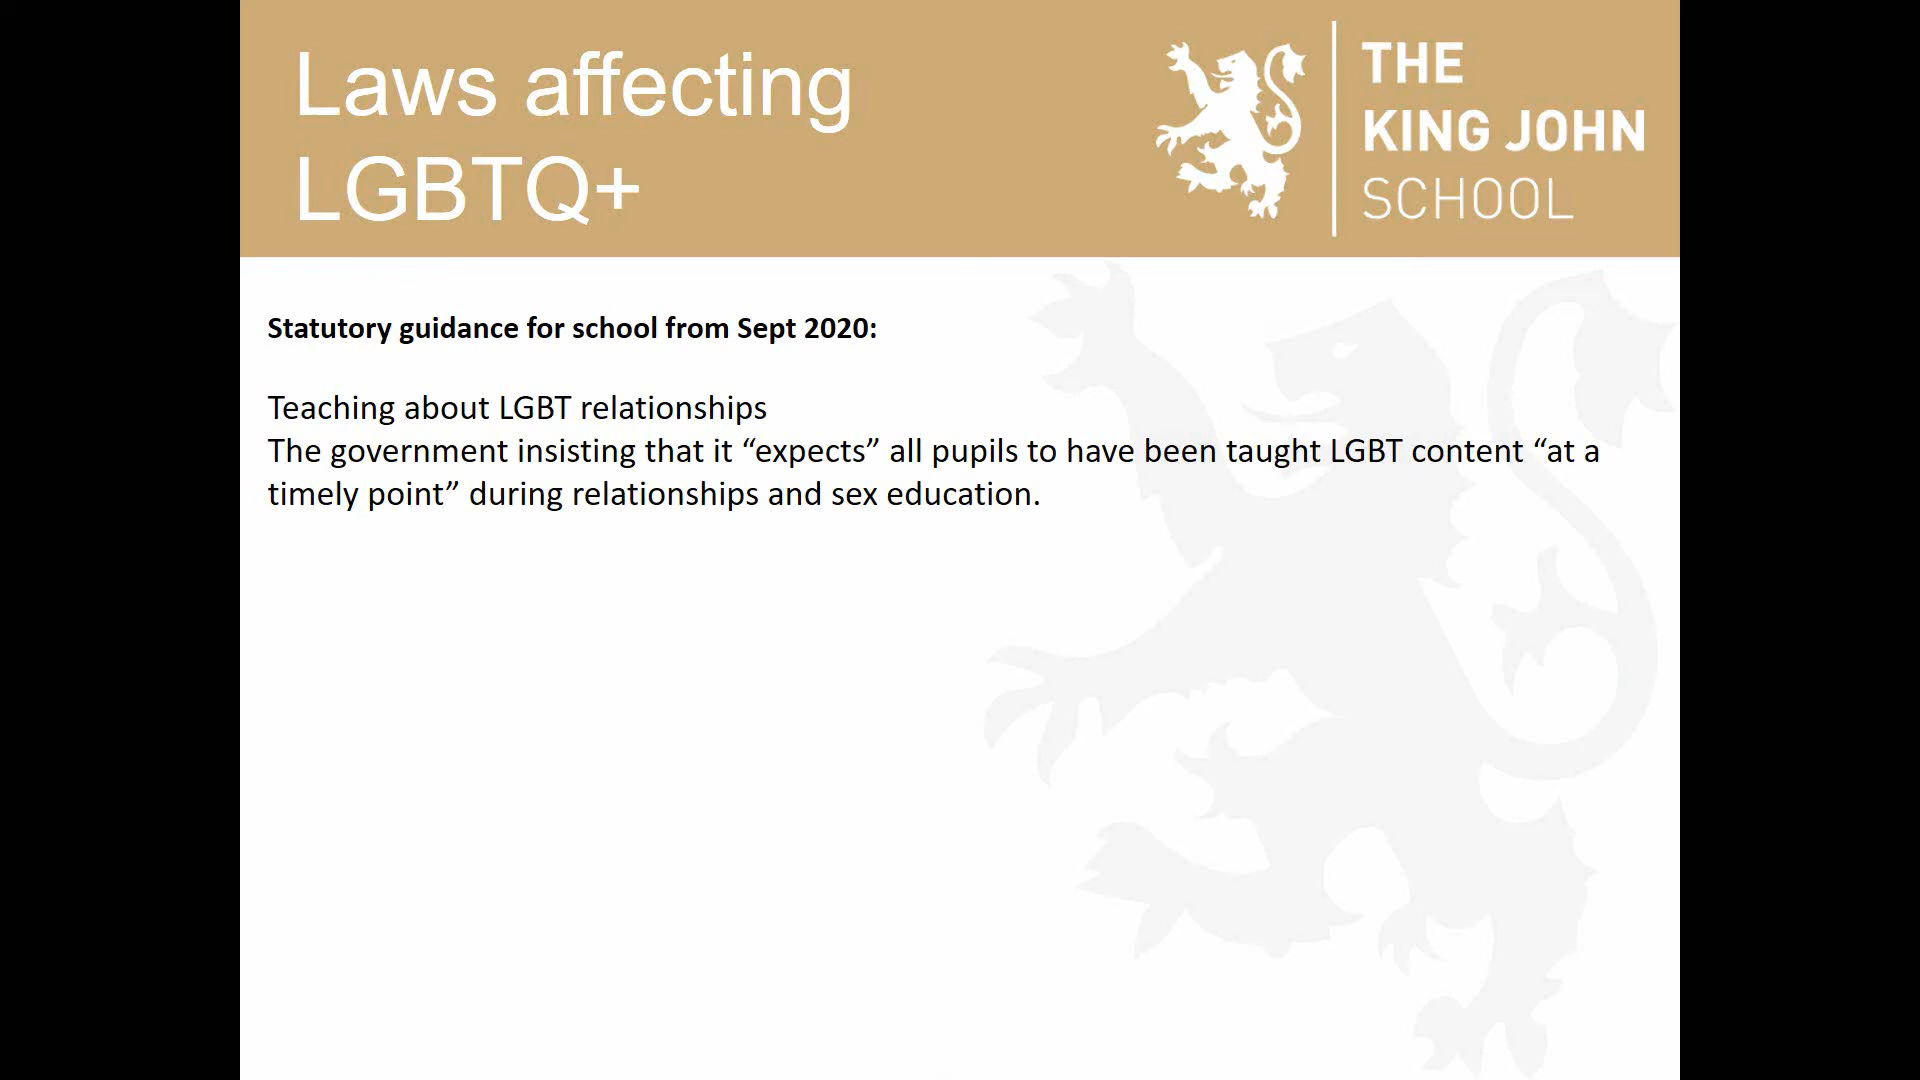 Laws affecting
LGBTQ+
THE
KING JOHN
SCHOOL
Statutory guidance for school from Sept 2020:
Teaching about LGBT relationships
The government insisting that it “expects” all pupils to have been taught LGBT content “at a
timely point” during relationships and sex education.